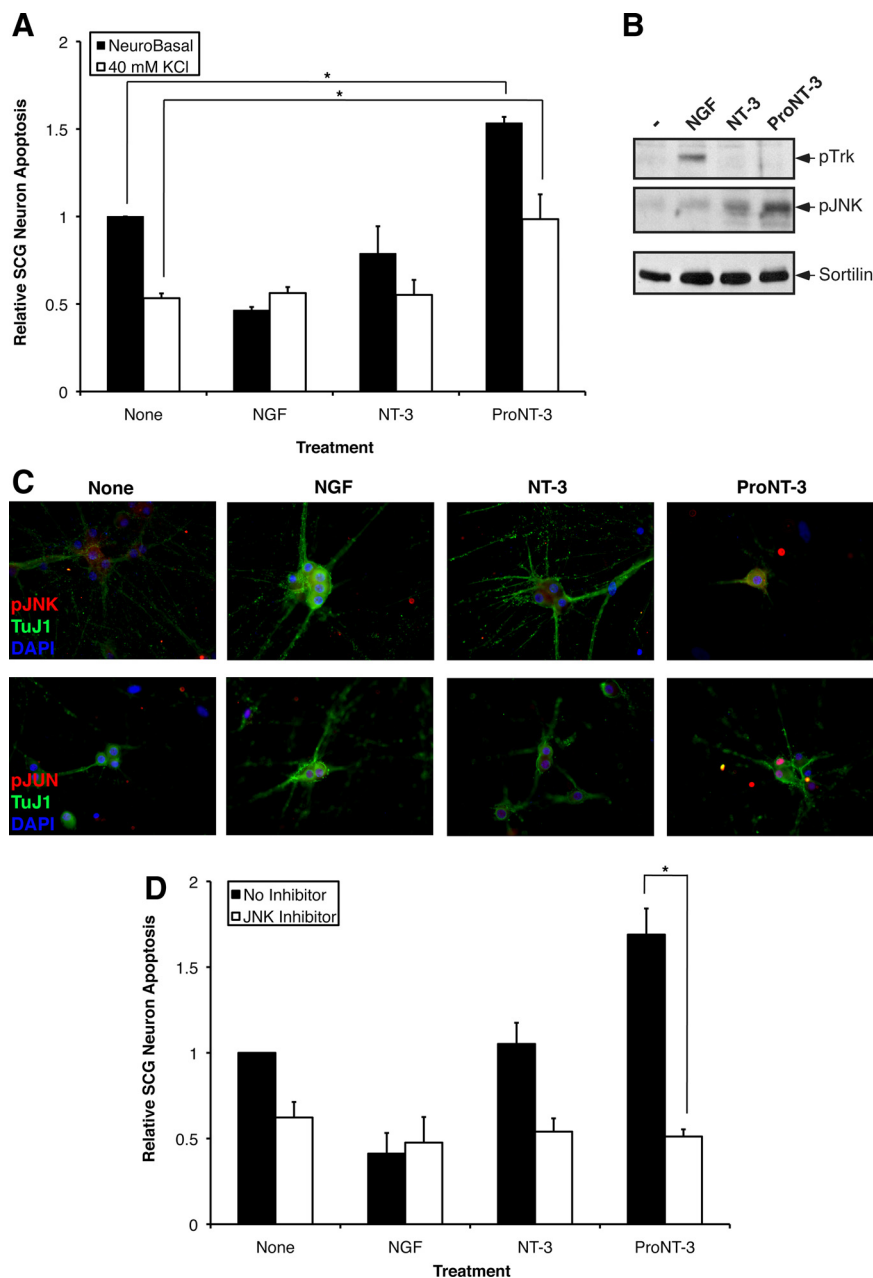 A
2
1.5
1
0.5
0
Relative SCG Neuron Apoptosis
NeuroBasal
40 mM KCl
*
*
None
NGF
NT-3
ProNT-3
Treatment
B
-
NGF
NT-3
ProNT-3
pTrk
pJNK
Sortilin
C
None
NGF
NT-3
ProNT-3
pJNK
TuJ1
DAPI
pJUN
TuJ1
DAPI
D
2
1.5
1
0.5
0
Relative SCG Neuron Apoptosis
No Inhibitor
JNK Inhibitor
*
None
NGF
NT-3
ProNT-3
Treatment